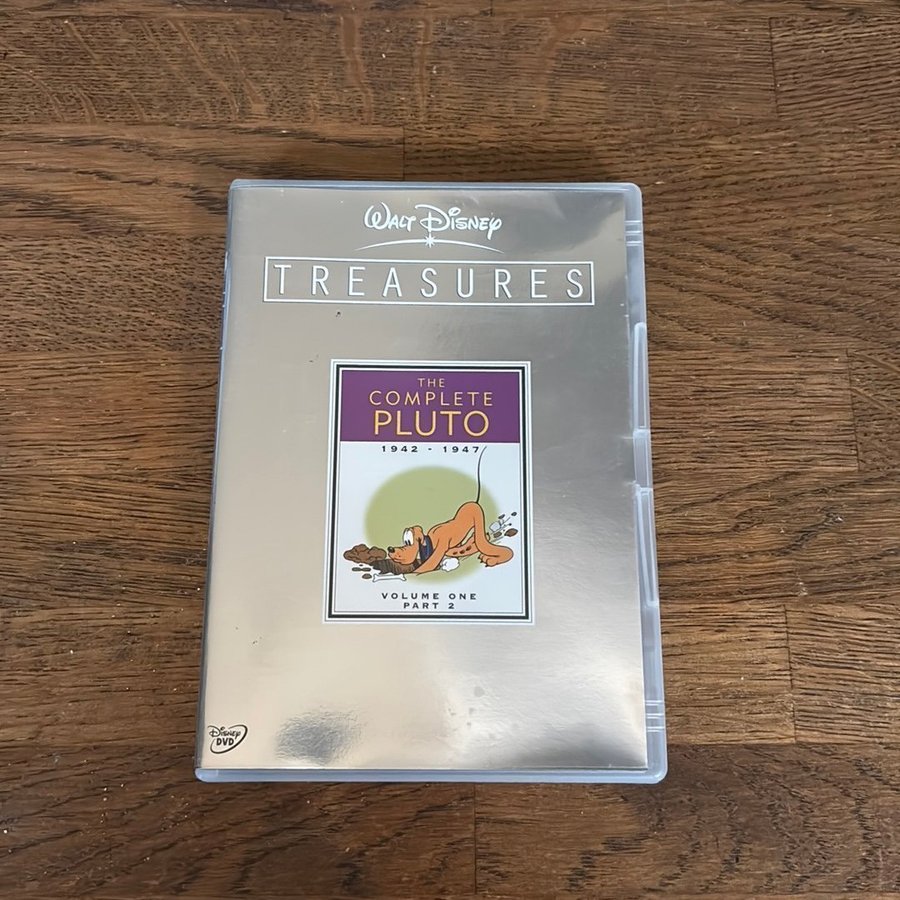 WALT DISNEY
TREASURES
THE
COMPLETE
PLUTO
1942 - 1947
VOLUME ONE
PART 2
DISNEY
DVD